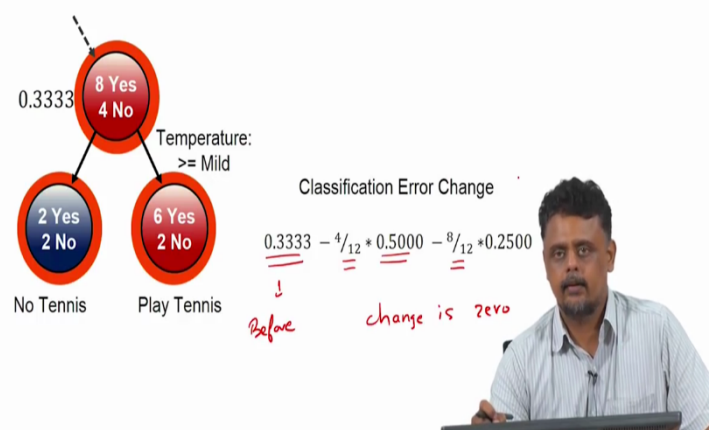 8 Yes
4 No
0.3333
Temperature:
>= Mild
2 Yes
2 No
6 Yes
2 No
No Tennis
Play Tennis
Classification Error Change
0.3333 − 4/12 * 0.5000 − 8/12 *0.2500
Before
change is zero